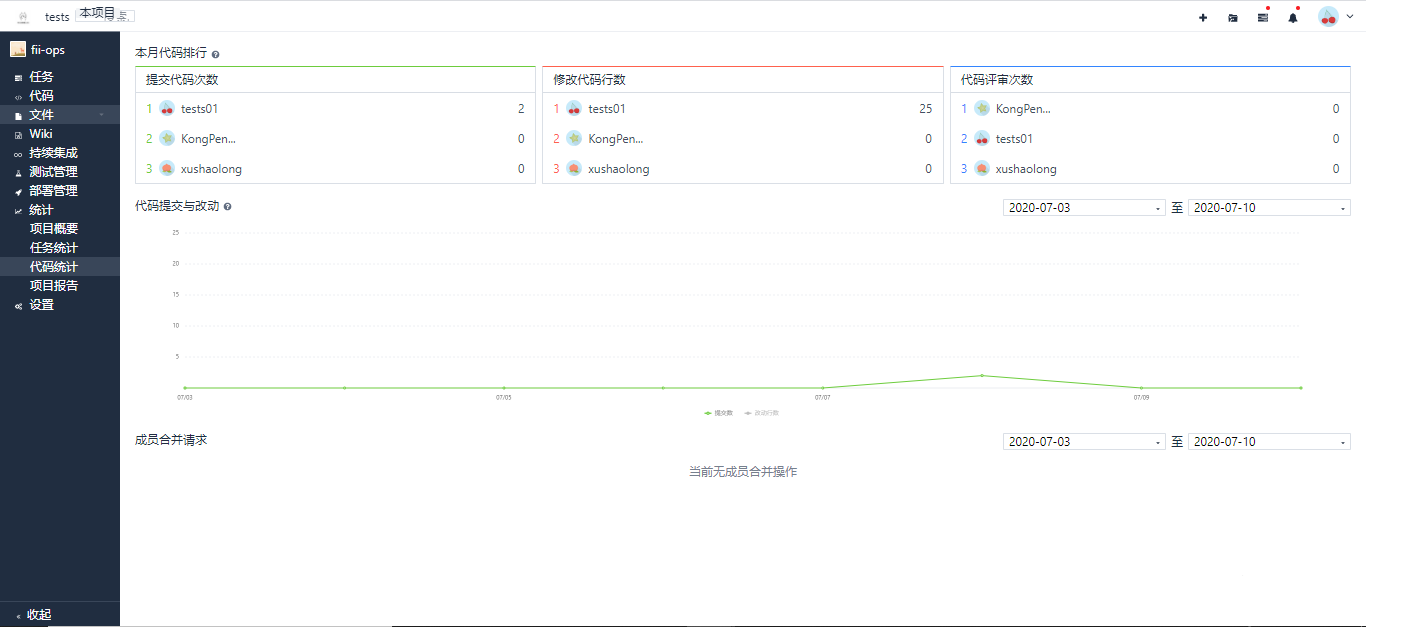 tests 本项目
fii-ops
任务
代码
文件
Wiki
持续集成
测试管理
部署管理
统计
项目概要
任务统计
代码统计
项目报告
设置
« 收起
本月代码排行
提交代码次数
1 tests01 2
2 KongPen... 0
3 xushaolong 0
修改代码行数
1 tests01 25
2 KongPen... 0
3 xushaolong 0
代码评审次数
1 KongPen... 0
2 tests01 0
3 xushaolong 0
代码提交与改动
2020-07-03 至 2020-07-10
25
20
15
10
5
07/03 07/05 07/07 07/09
提交数 改动行数
成员合并请求
2020-07-03 至 2020-07-10
当前无成员合并操作